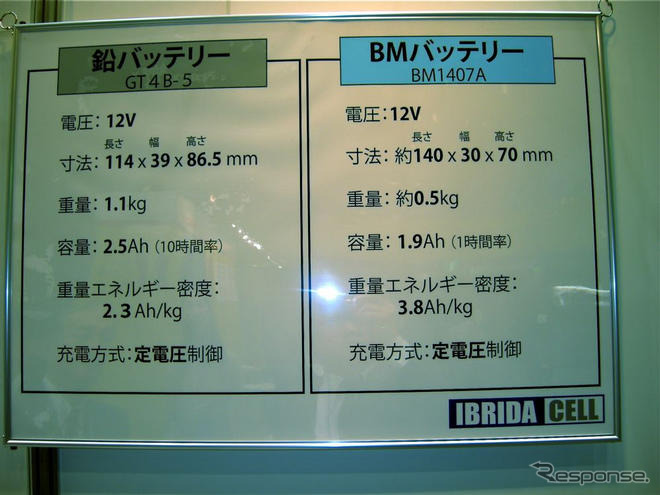 鉛バッテリー
GT4B-5
電圧：12V
長さ 幅 高さ
寸法：114 x 39 x 86.5 mm
重量：1.1kg
容量：2.5Ah（10時間率）
重量エネルギー密度：
2.3 Ah/kg
充電方式：定電圧制御
BMバッテリー
BM1407A
電圧：12V
長さ 幅 高さ
寸法：約140 x 30 x 70 mm
重量：約0.5kg
容量：1.9Ah（1時間率）
重量エネルギー密度：
3.8Ah/kg
充電方式：定電圧制御
IBRIDA CELL
Response.